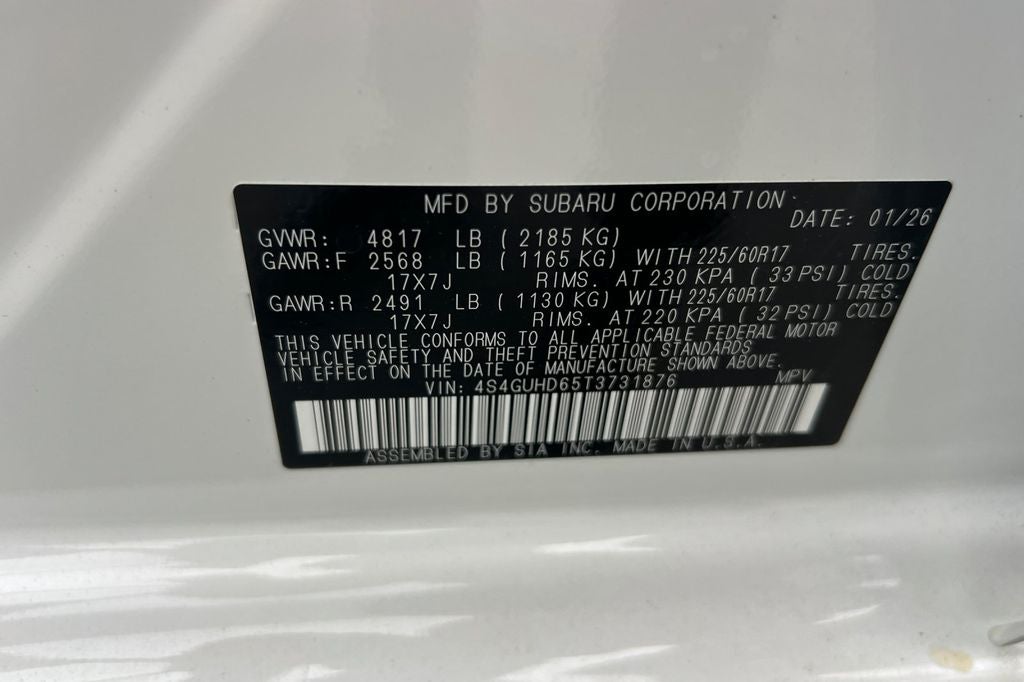 MFD BY SUBARU CORPORATION
DATE: 01/26
GVWR: 4817 LB ( 2185 KG)
GAWR:F 2568 LB ( 1165 KG) WITH 225/60R17 TIRES.
17X7J RIMS. AT 230 KPA ( 33 PSI) COLD
GAWR:R 2491 LB ( 1130 KG) WITH 225/60R17 TIRES.
17X7J RIMS. AT 220 KPA ( 32 PSI) COLD
THIS VEHICLE CONFORMS TO ALL APPLICABLE FEDERAL MOTOR
VEHICLE SAFETY AND THEFT PREVENTION STANDARDS
IN EFFECT ON THE DATE OF MANUFACTURE SHOWN ABOVE.
VIN: 4S4GUHD65T3731876 MPV
ASSEMBLED BY SIA INC. MADE IN U.S.A.